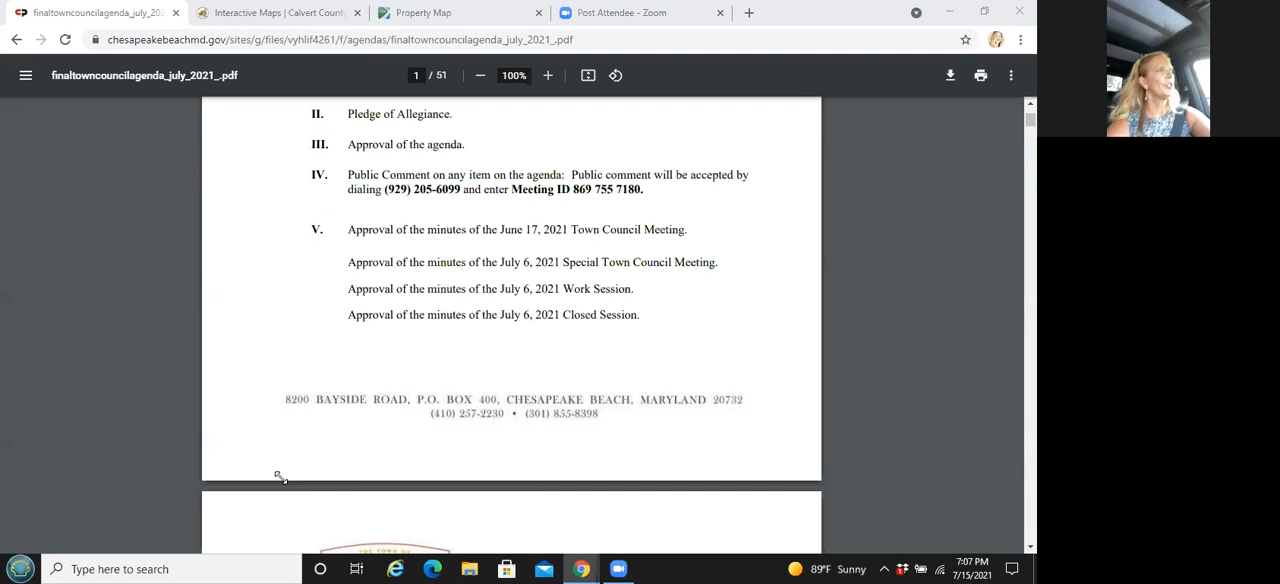 finaltowncouncilagenda_july_202
Interactive Maps | Calvert County
Property Map
Post Attendee - Zoom
chesapeakebeachmd.gov/sites/g/files/vyhlif4261/f/agendas/finaltowncouncilagenda_july_2021_.pdf
finaltowncouncilagenda_july_2021_.pdf
1 / 51
100%
II. Pledge of Allegiance.
III. Approval of the agenda.
IV. Public Comment on any item on the agenda: Public comment will be accepted by
dialing (929) 205-6099 and enter Meeting ID 869 755 7180.
V. Approval of the minutes of the June 17, 2021 Town Council Meeting.
Approval of the minutes of the July 6, 2021 Special Town Council Meeting.
Approval of the minutes of the July 6, 2021 Work Session.
Approval of the minutes of the July 6, 2021 Closed Session.
8200 BAYSIDE ROAD, P.O. BOX 400, CHESAPEAKE BEACH, MARYLAND 20732
(410) 257-2230 • (301) 855-8398
THE TOWN OF
Type here to search
89°F Sunny
7:07 PM
7/15/2021